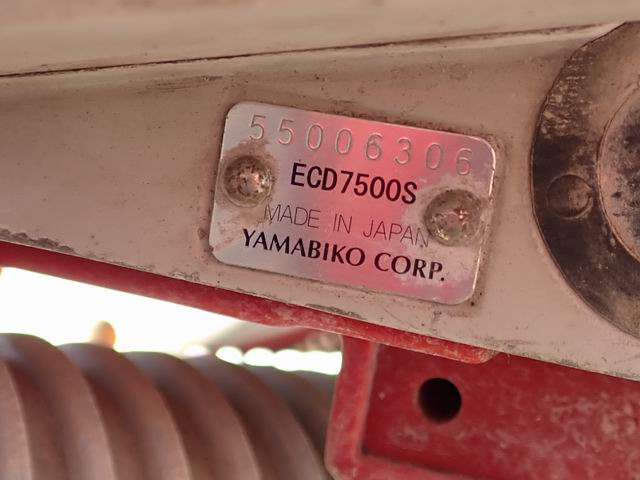 55006306
ECD7500S
MADE IN JAPAN
YAMABIKO CORP.